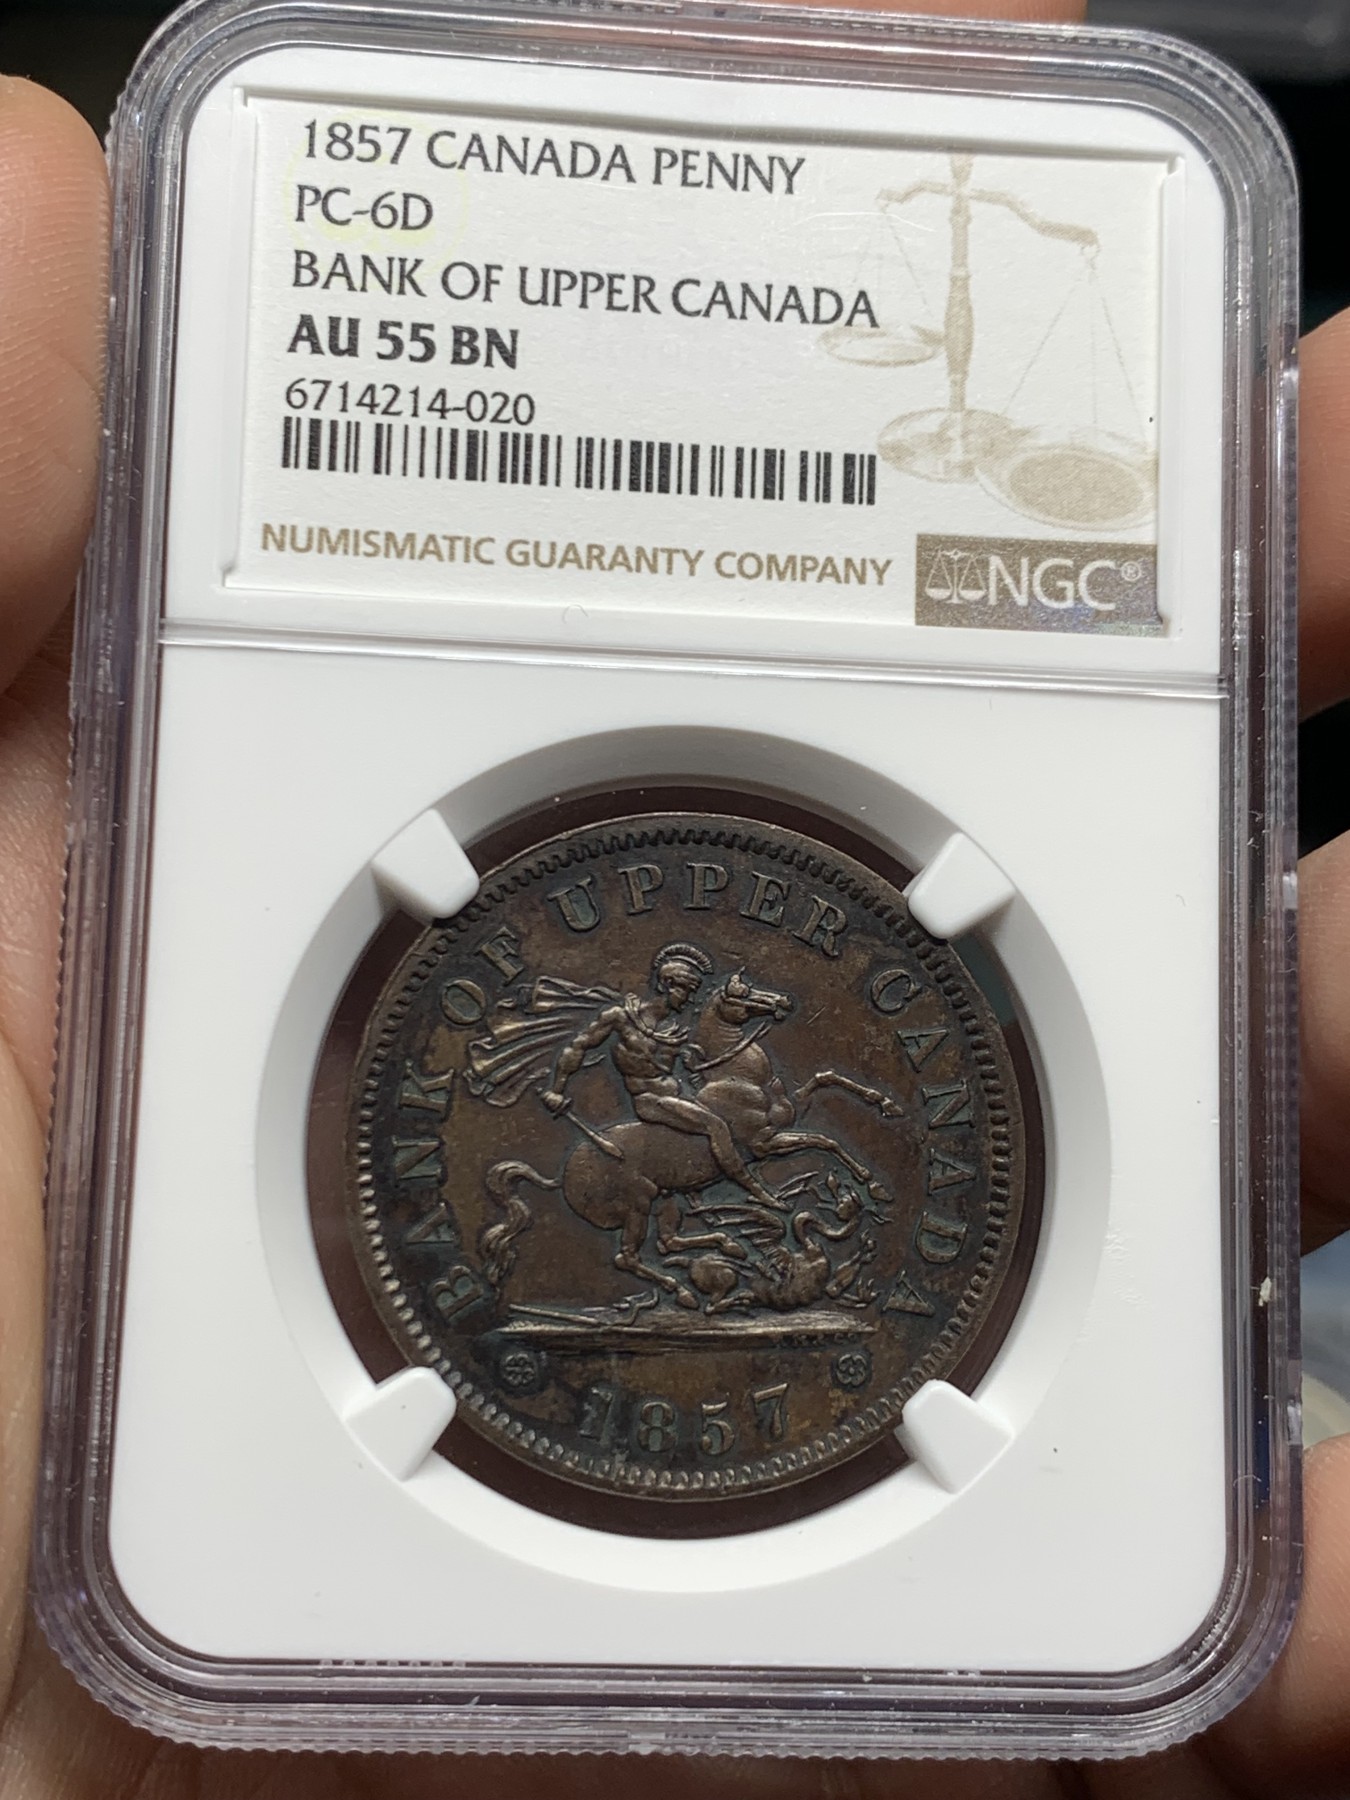 1857 CANADA PENNY
PC-6D
BANK OF UPPER CANADA
AU 55 BN
6714214-020
NUMISMATIC GUARANTY COMPANY
NGC®
BANK OF UPPER CANADA
1857